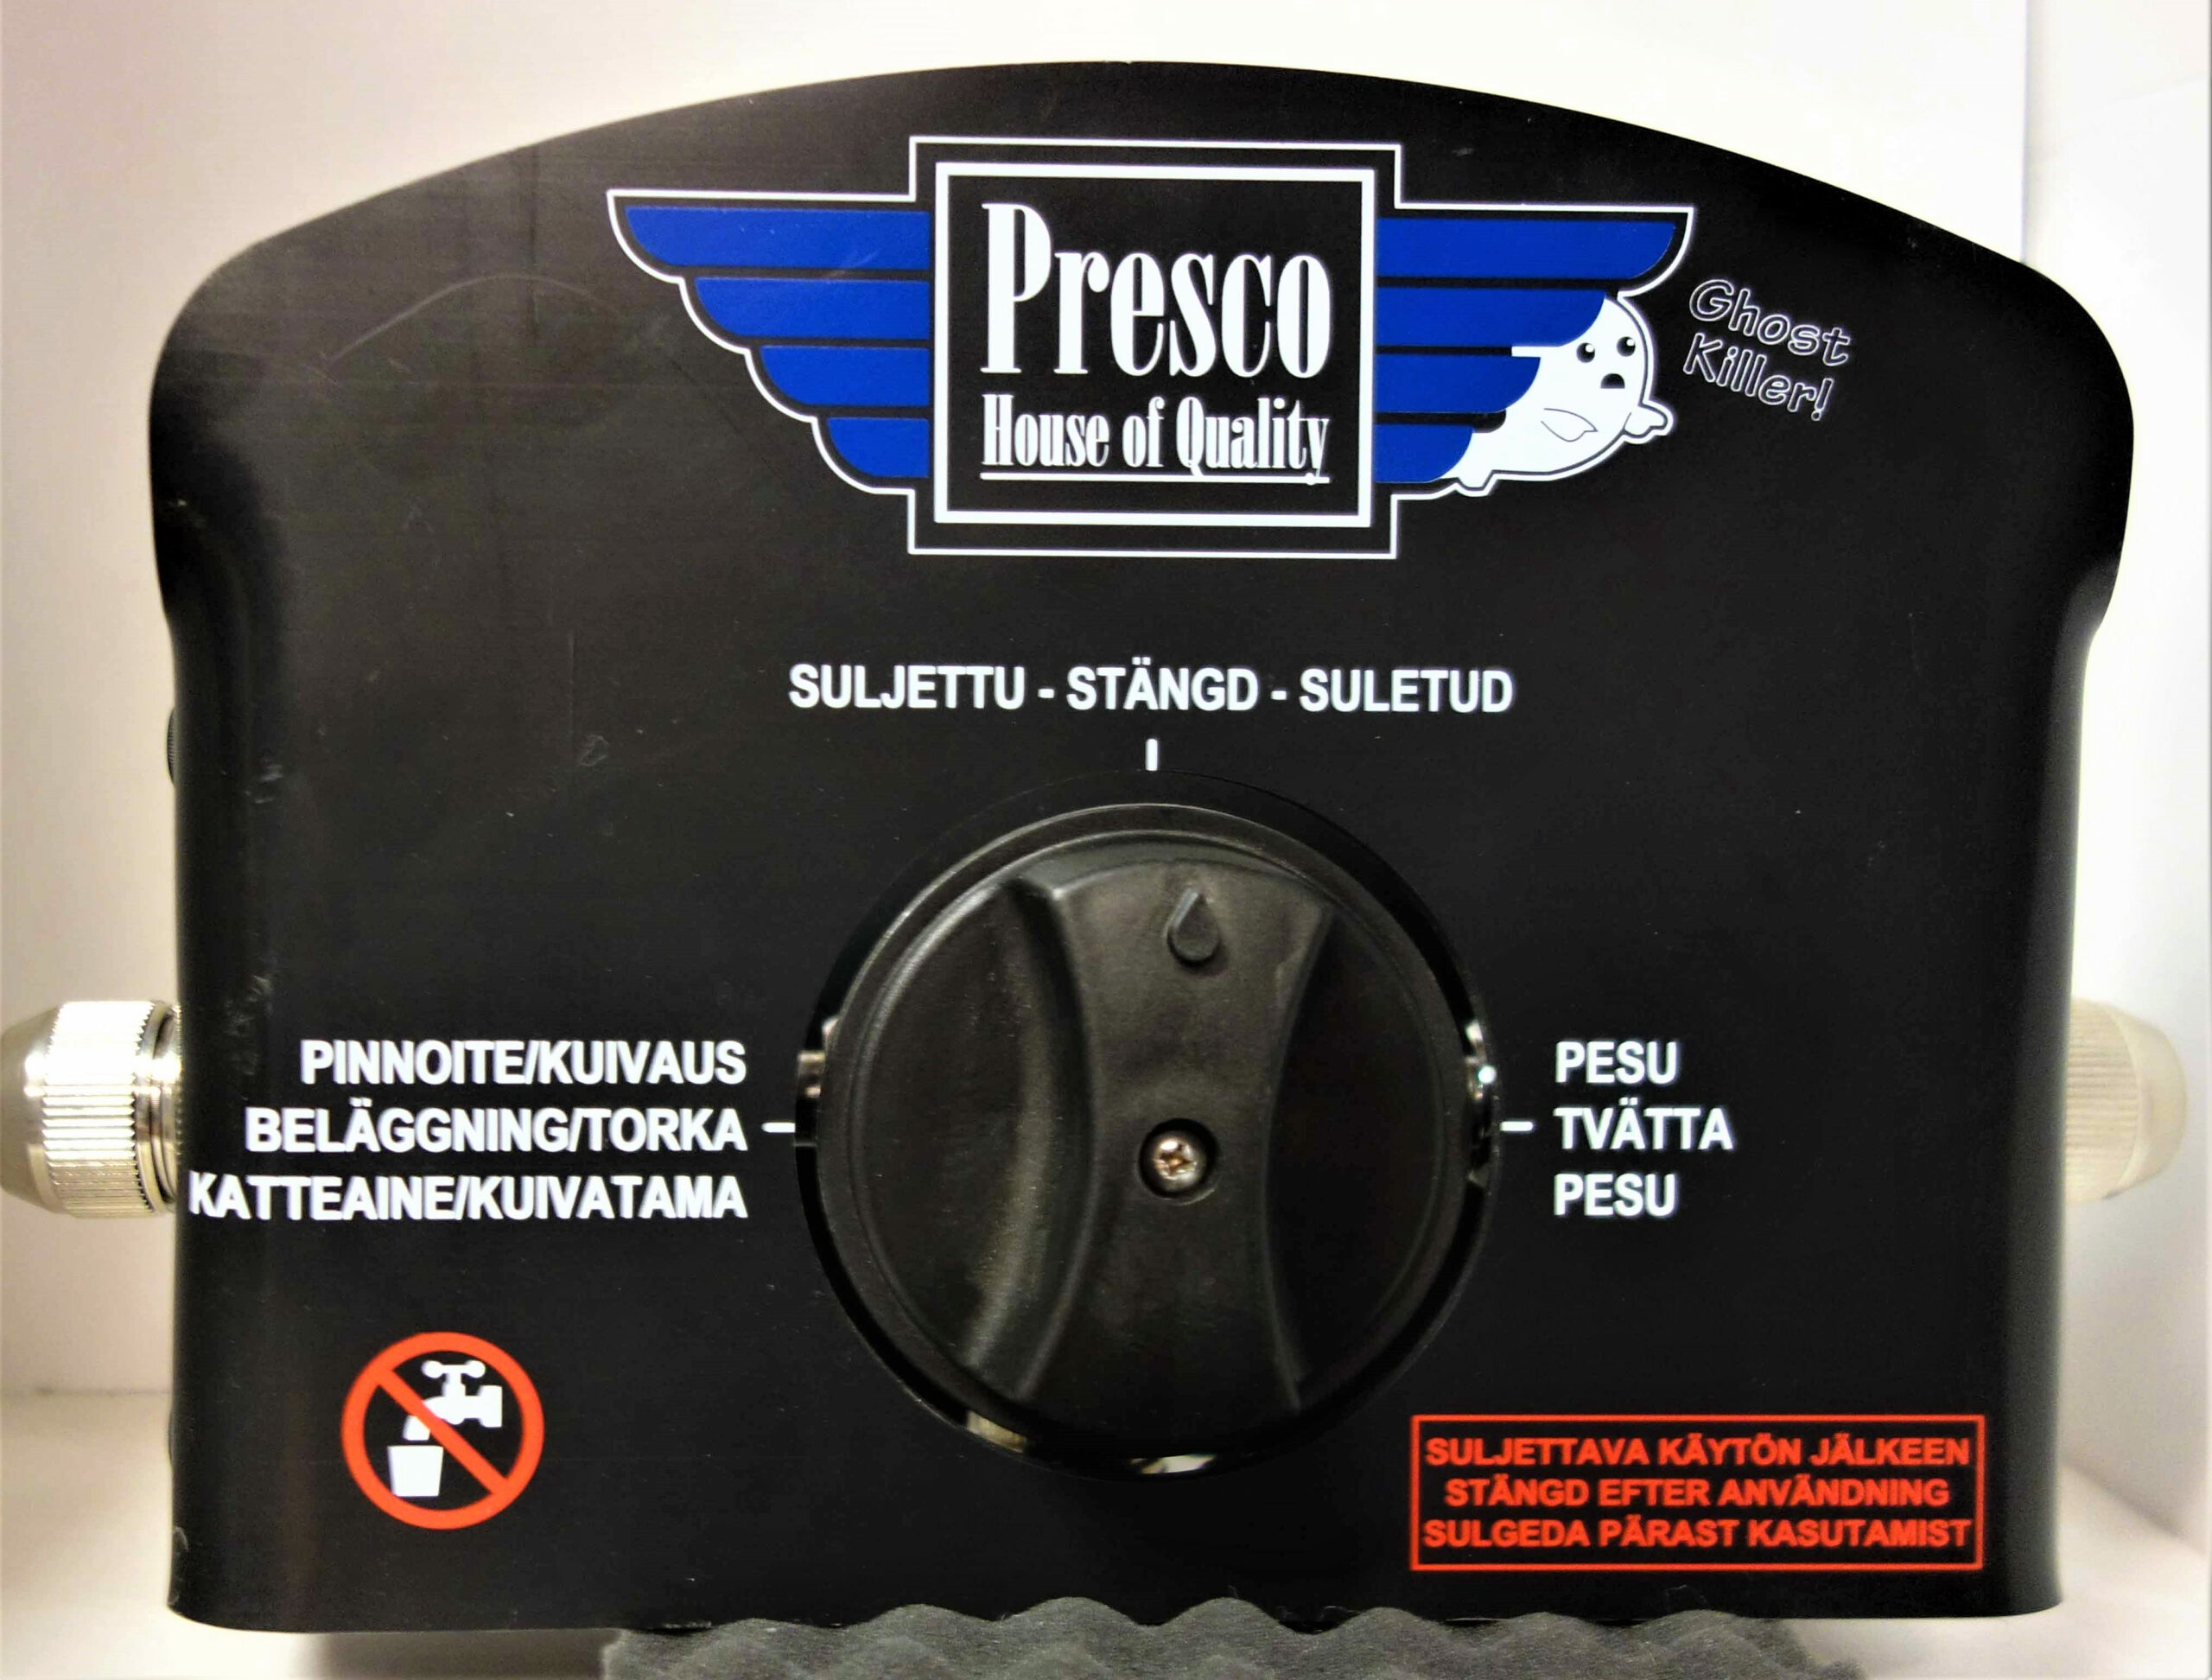 Presco
House of Quality
Ghost
Killer!
SULJETTU - STÄNGD - SULETUD
PINNOITE/KUIVAUS
BELÄGGNING/TORKA
KATTEAINE/KUIVATAMA
PESU
TVÄTTA
PESU
SULJETTAVA KÄYTÖN JÄLKEEN
STÄNGD EFTER ANVÄNDNING
SULGEDA PÄRAST KASUTAMIST